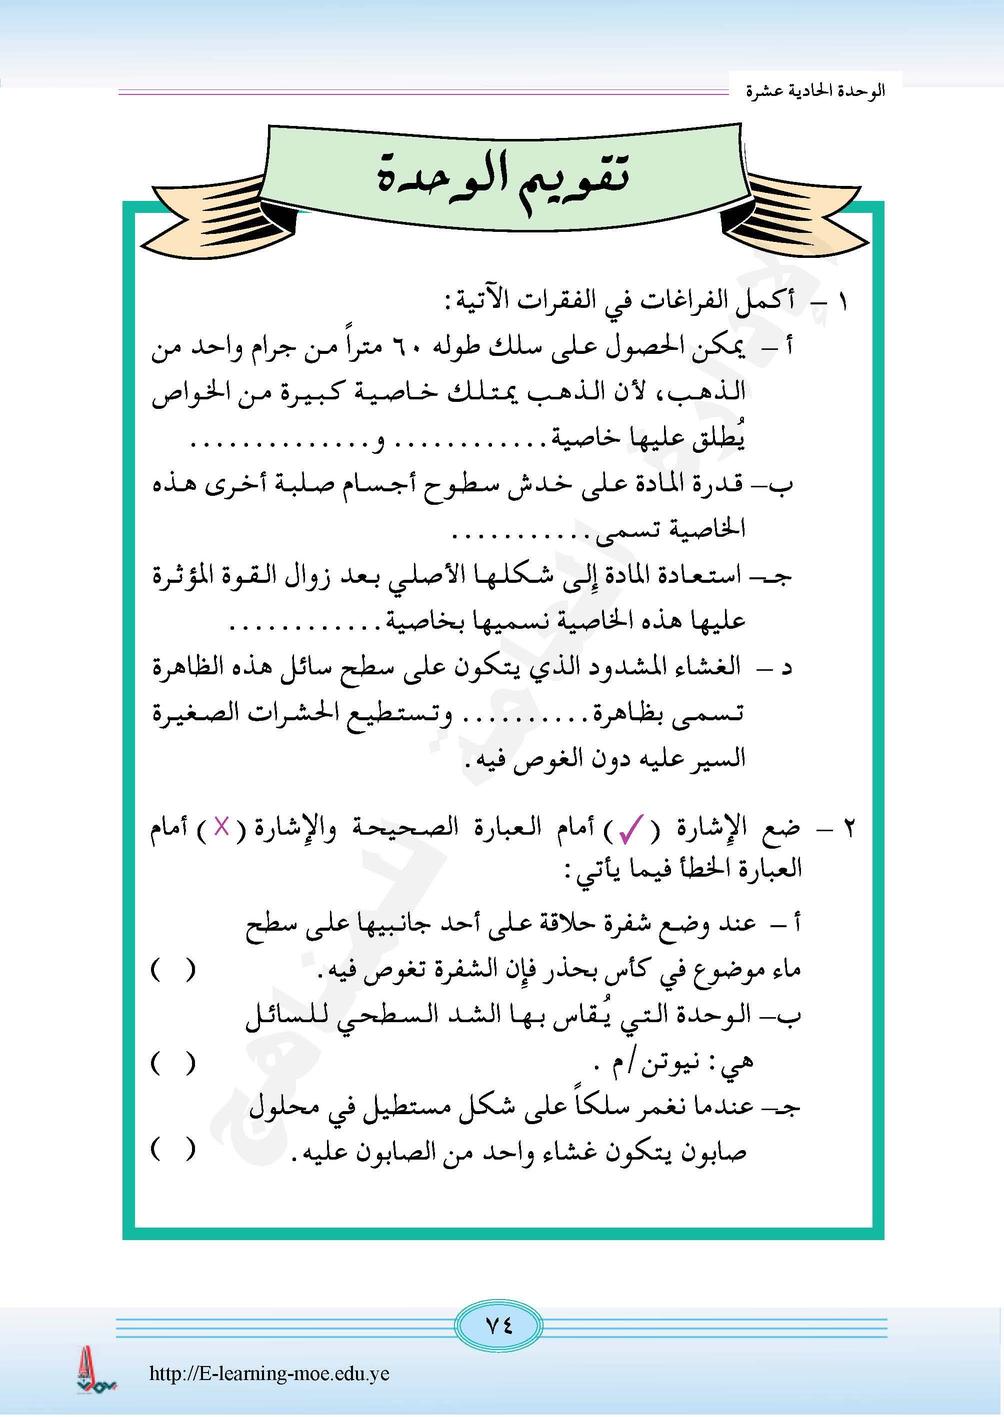 الوحدة الحادية عشرة
تقويم الوحدة
١ – أكمل الفراغات في الفقرات الآتية:
أ – يمكن الحصول على سلك طوله ٦٠ متراً من جرام واحد من
الذهب، لأن الذهب يمتلك خاصية كبيرة من الخواص
يُطلق عليها خاصية............ و..............
ب– قدرة المادة على خدش سطوح أجسام صلبة أخرى هذه
الخاصية تسمى...........
جـ– استعادة المادة إلى شكلها الأصلي بعد زوال القوة المؤثرة
عليها هذه الخاصية نسميها بخاصية............
د – الغشاء المشدود الذي يتكون على سطح سائل هذه الظاهرة
تسمى بظاهرة.......... وتستطيع الحشرات الصغيرة
السير عليه دون الغوص فيه.
٢ – ضع الإشارة (✓) أمام العبارة الصحيحة والإشارة (X) أمام
العبارة الخطأ فيما يأتي:
أ – عند وضع شفرة حلاقة على أحد جانبيها على سطح
ماء موضوع في كأس بحذر فإن الشفرة تغوص فيه. ( )
ب– الوحدة التي يُقاس بها الشد السطحي للسائل
هي: نيوتن/م . ( )
جـ– عندما نغمر سلكاً على شكل مستطيل في محلول
صابون يتكون غشاء واحد من الصابون عليه. ( )
الإدارة العامة للمناهج
٧٤
http://E-learning-moe.edu.ye